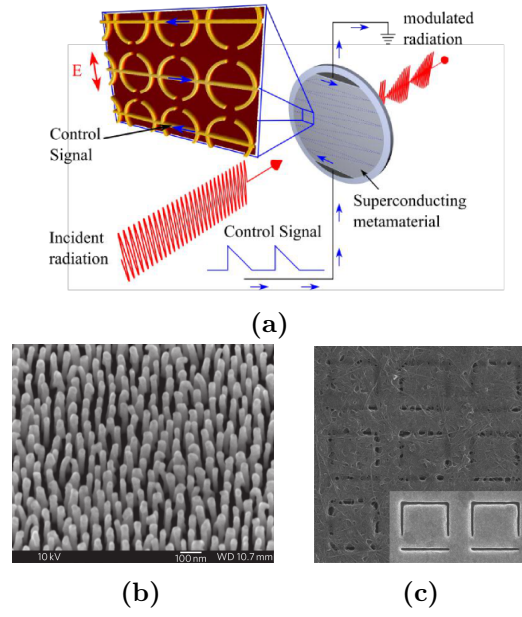 modulated
radiation
E
Control
Signal
Incident
radiation
Control Signal
Superconducting
metamaterial
(a)
10 kV
100 nm
WD 10.7 mm
(b)
(c)